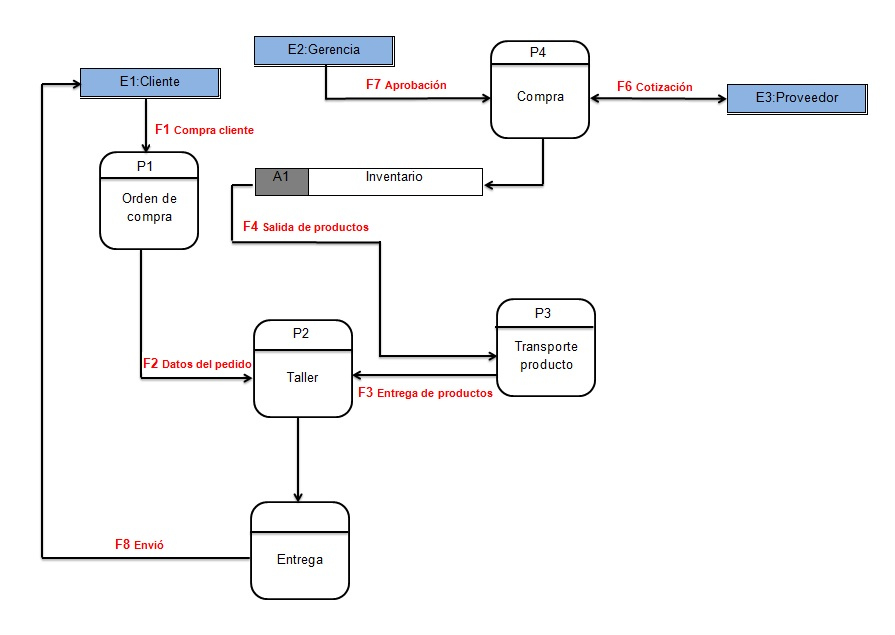 E2:Gerencia
P4
E1:Cliente
F7 Aprobación
F6 Cotización
Compra
E3:Proveedor
F1 Compra cliente
P1
A1
Inventario
Orden de
compra
F4 Salida de productos
P3
P2
Transporte
producto
F2 Datos del pedido
Taller
F3 Entrega de productos
F8 Envió
Entrega